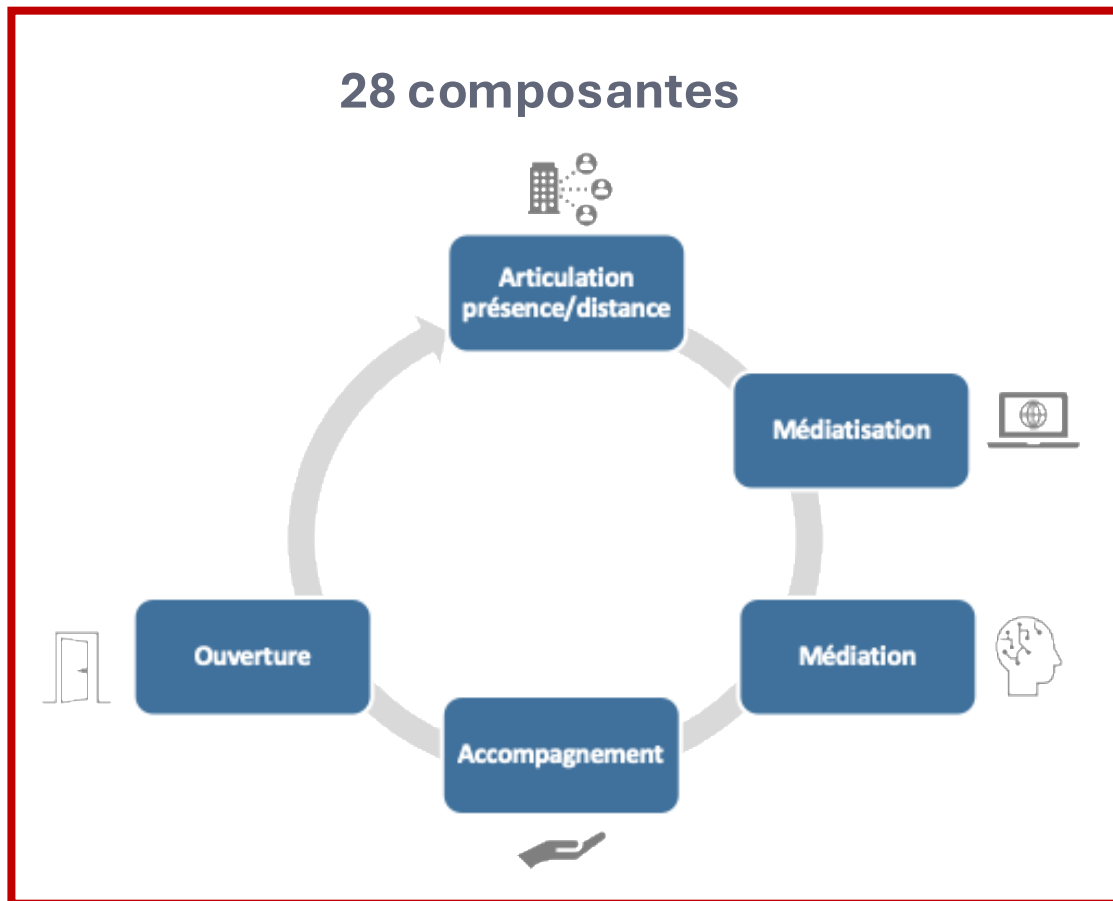 28 composantes
Articulation
présence/distance
Médiatisation
Médiation
Accompagnement
Ouverture